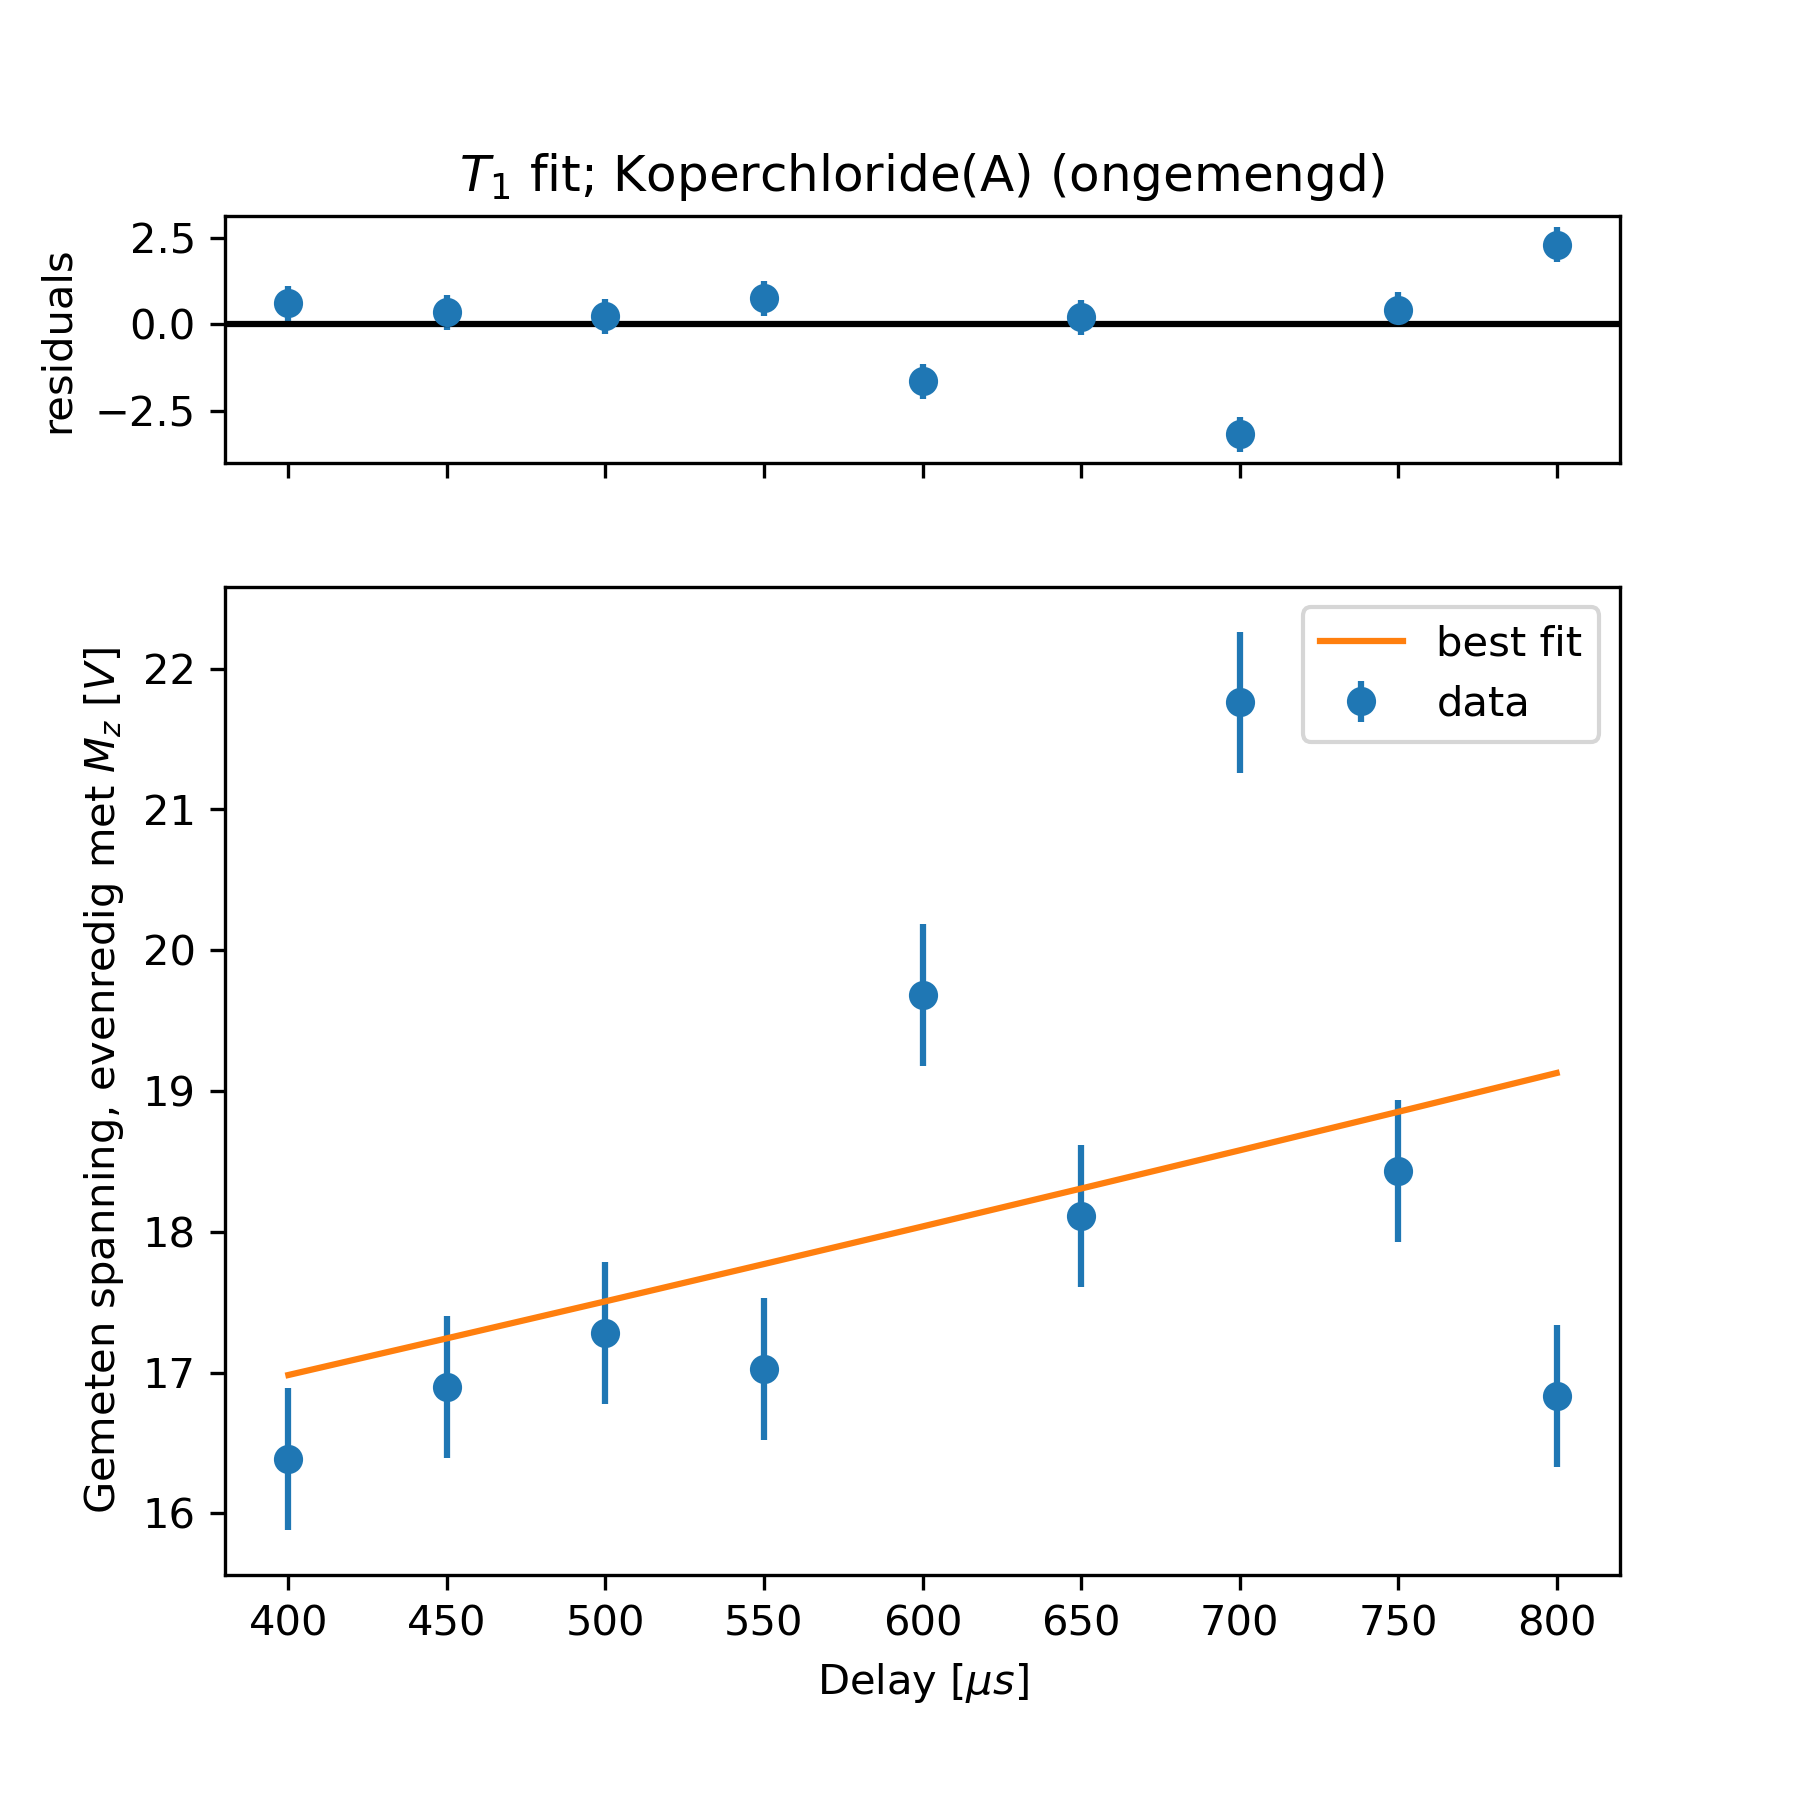 T₁ fit; Koperchloride(A) (ongemengd)
residuals
2.5
0.0
−2.5
Gemeten spanning, evenredig met M_z [V]
22
21
20
19
18
17
16
best fit
data
400 450 500 550 600 650 700 750 800
Delay [μs]